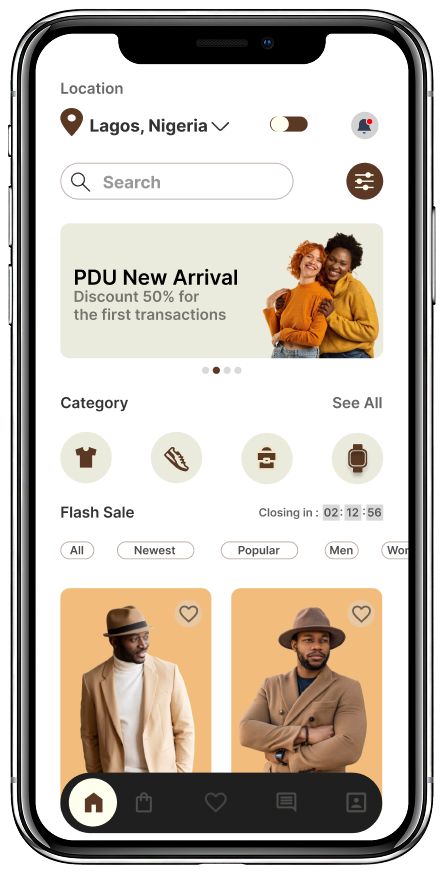 Location
Lagos, Nigeria
Search
PDU New Arrival
Discount 50% for
the first transactions
Category
See All
Flash Sale
Closing in : 02 : 12 : 56
All
Newest
Popular
Men
Wor